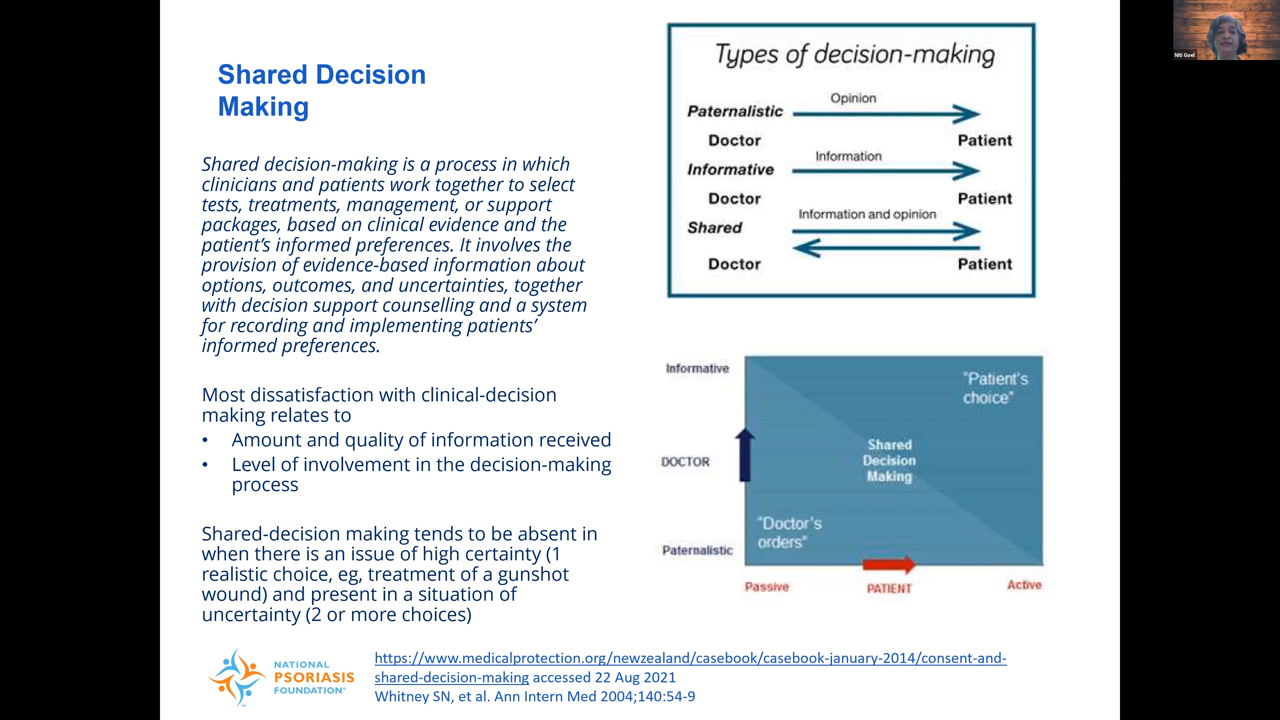 Shared Decision
Making
Shared decision-making is a process in which
clinicians and patients work together to select
tests, treatments, management, or support
packages, based on clinical evidence and the
patient's informed preferences. It involves the
provision of evidence-based information about
options, outcomes, and uncertainties, together
with decision support counselling and a system
for recording and implementing patients'
informed preferences.
Most dissatisfaction with clinical-decision
making relates to
• Amount and quality of information received
• Level of involvement in the decision-making
process
Shared-decision making tends to be absent in
when there is an issue of high certainty (1
realistic choice, eg, treatment of a gunshot
wound) and present in a situation of
uncertainty (2 or more choices)
Types of decision-making
Paternalistic Opinion
Doctor Patient
Informative Information
Doctor Patient
Shared Information and opinion
Doctor Patient
Informative
"Patient's
choice"
DOCTOR
Shared
Decision
Making
"Doctor's
orders"
Paternalistic
Passive PATIENT Active
NATIONAL
PSORIASIS
FOUNDATION®
https://www.medicalprotection.org/newzealand/casebook/casebook-january-2014/consent-and-
shared-decision-making accessed 22 Aug 2021
Whitney SN, et al. Ann Intern Med 2004;140:54-9
Niti Goel